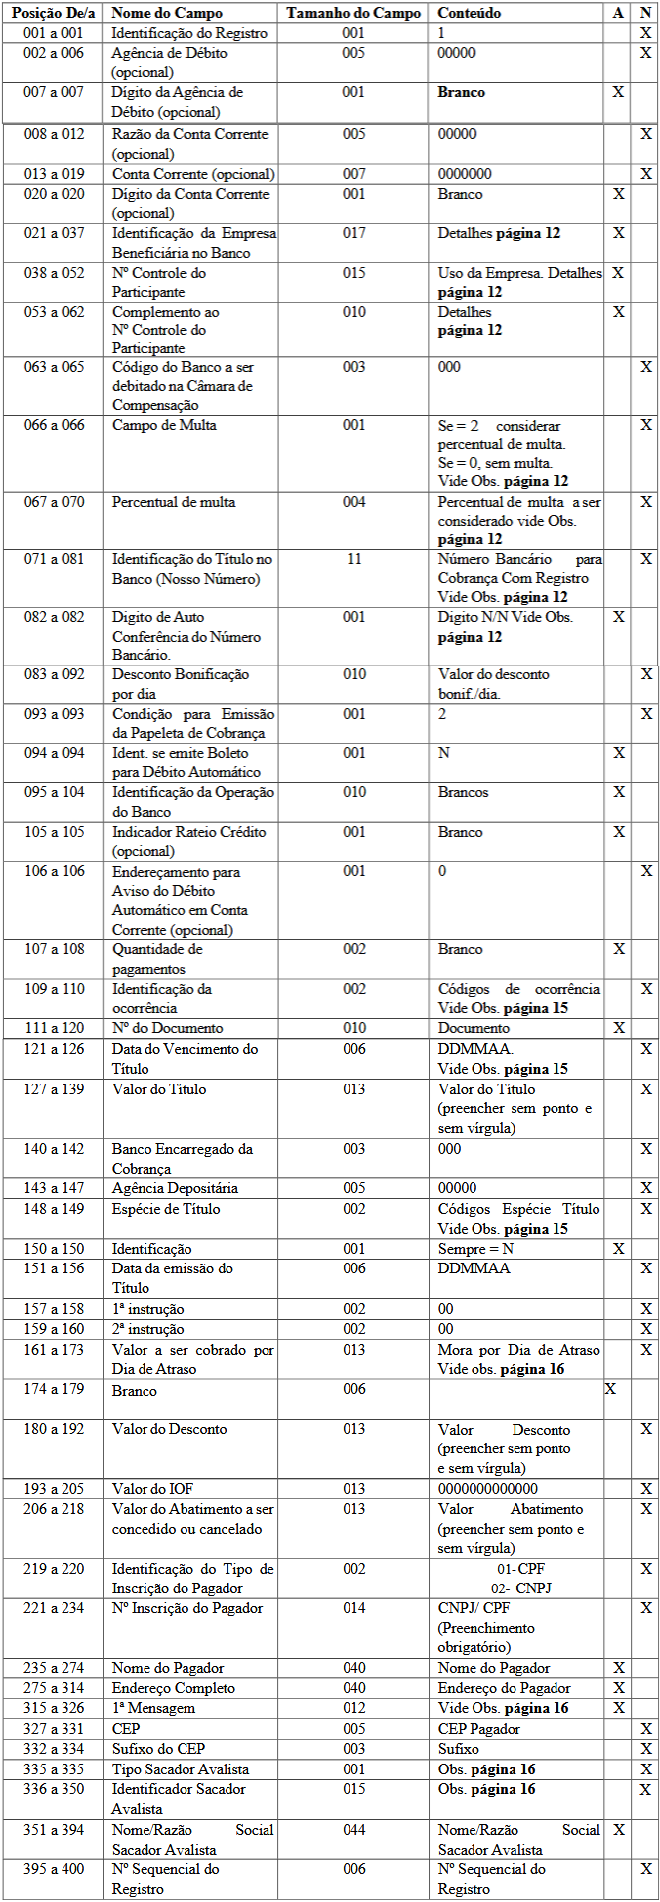 Posição De/a Nome do Campo Tamanho do Campo Conteúdo A N
001 a 001 Identificação do Registro 001 1 X
002 a 006 Agência de Débito 005 00000 X
(opcional)
007 a 007 Dígito da Agência de 001 Branco X
Débito (opcional)
008 a 012 Razão da Conta Corrente 005 00000 X
(opcional)
013 a 019 Conta Corrente (opcional) 007 0000000 X
020 a 020 Dígito da Conta Corrente 001 Branco X
(opcional)
021 a 037 Identificação da Empresa 017 Detalhes página 12 X
Beneficiária no Banco
038 a 052 Nº Controle do 015 Uso da Empresa. Detalhes X
Participante página 12
053 a 062 Complemento ao 010 Detalhes X
Nº Controle do página 12
Participante
063 a 065 Código do Banco a ser 003 000 X
debitado na Câmara de
Compensação
066 a 066 Campo de Multa 001 Se = 2 considerar X
percentual de multa.
Se = 0, sem multa.
Vide Obs. página 12
067 a 070 Percentual de multa 004 Percentual de multa a ser X
considerado vide Obs.
página 12
071 a 081 Identificação do Título no 11 Número Bancário para X
Banco (Nosso Número) Cobrança Com Registro
Vide Obs. página 12
082 a 082 Digito de Auto 001 Digito N/N Vide Obs. X
Conferência do Número página 12
Bancário.
083 a 092 Desconto Bonificação 010 Valor do desconto X
por dia bonif./dia.
093 a 093 Condição para Emissão 001 2 X
da Papeleta de Cobrança
094 a 094 Ident. se emite Boleto 001 N X
para Débito Automático
095 a 104 Identificação da Operação 010 Brancos X
do Banco
105 a 105 Indicador Rateio Crédito 001 Branco X
(opcional)
106 a 106 Endereçamento para 001 0 X
Aviso do Débito
Automático em Conta
Corrente (opcional)
107 a 108 Quantidade de 002 Branco X
pagamentos
109 a 110 Identificação da 002 Códigos de ocorrência X
ocorrência Vide Obs. página 15
111 a 120 Nº do Documento 010 Documento X
121 a 126 Data do Vencimento do 006 DDMMAA. X
Título Vide Obs. página 15
127 a 139 Valor do Título 013 Valor do Título X
(preencher sem ponto e
sem vírgula)
140 a 142 Banco Encarregado da 003 000 X
Cobrança
143 a 147 Agência Depositária 005 00000 X
148 a 149 Espécie de Título 002 Códigos Espécie Título X
Vide Obs. página 15
150 a 150 Identificação 001 Sempre = N X
151 a 156 Data da emissão do 006 DDMMAA X
Título
157 a 158 1ª instrução 002 00 X
159 a 160 2ª instrução 002 00 X
161 a 173 Valor a ser cobrado por 013 Mora por Dia de Atraso X
Dia de Atraso Vide obs. página 16
174 a 179 Branco 006 X
180 a 192 Valor do Desconto 013 Valor Desconto X
(preencher sem ponto
e sem vírgula)
193 a 205 Valor do IOF 013 0000000000000 X
206 a 218 Valor do Abatimento a ser 013 Valor Abatimento X
concedido ou cancelado (preencher sem ponto e
sem vírgula)
219 a 220 Identificação do Tipo de 002 01-CPF X
Inscrição do Pagador 02- CNPJ
221 a 234 Nº Inscrição do Pagador 014 CNPJ/ CPF X
(Preenchimento
obrigatório)
235 a 274 Nome do Pagador 040 Nome do Pagador X
275 a 314 Endereço Completo 040 Endereço do Pagador X
315 a 326 1ª Mensagem 012 Vide Obs. página 16 X
327 a 331 CEP 005 CEP Pagador X
332 a 334 Sufixo do CEP 003 Sufixo X
335 a 335 Tipo Sacador Avalista 001 Obs. página 16 X
336 a 350 Identificador Sacador 015 Obs. página 16 X
Avalista
351 a 394 Nome/Razão Social 044 Nome/Razão Social X
Sacador Avalista Sacador Avalista
395 a 400 Nº Sequencial do 006 Nº Sequencial do X
Registro Registro